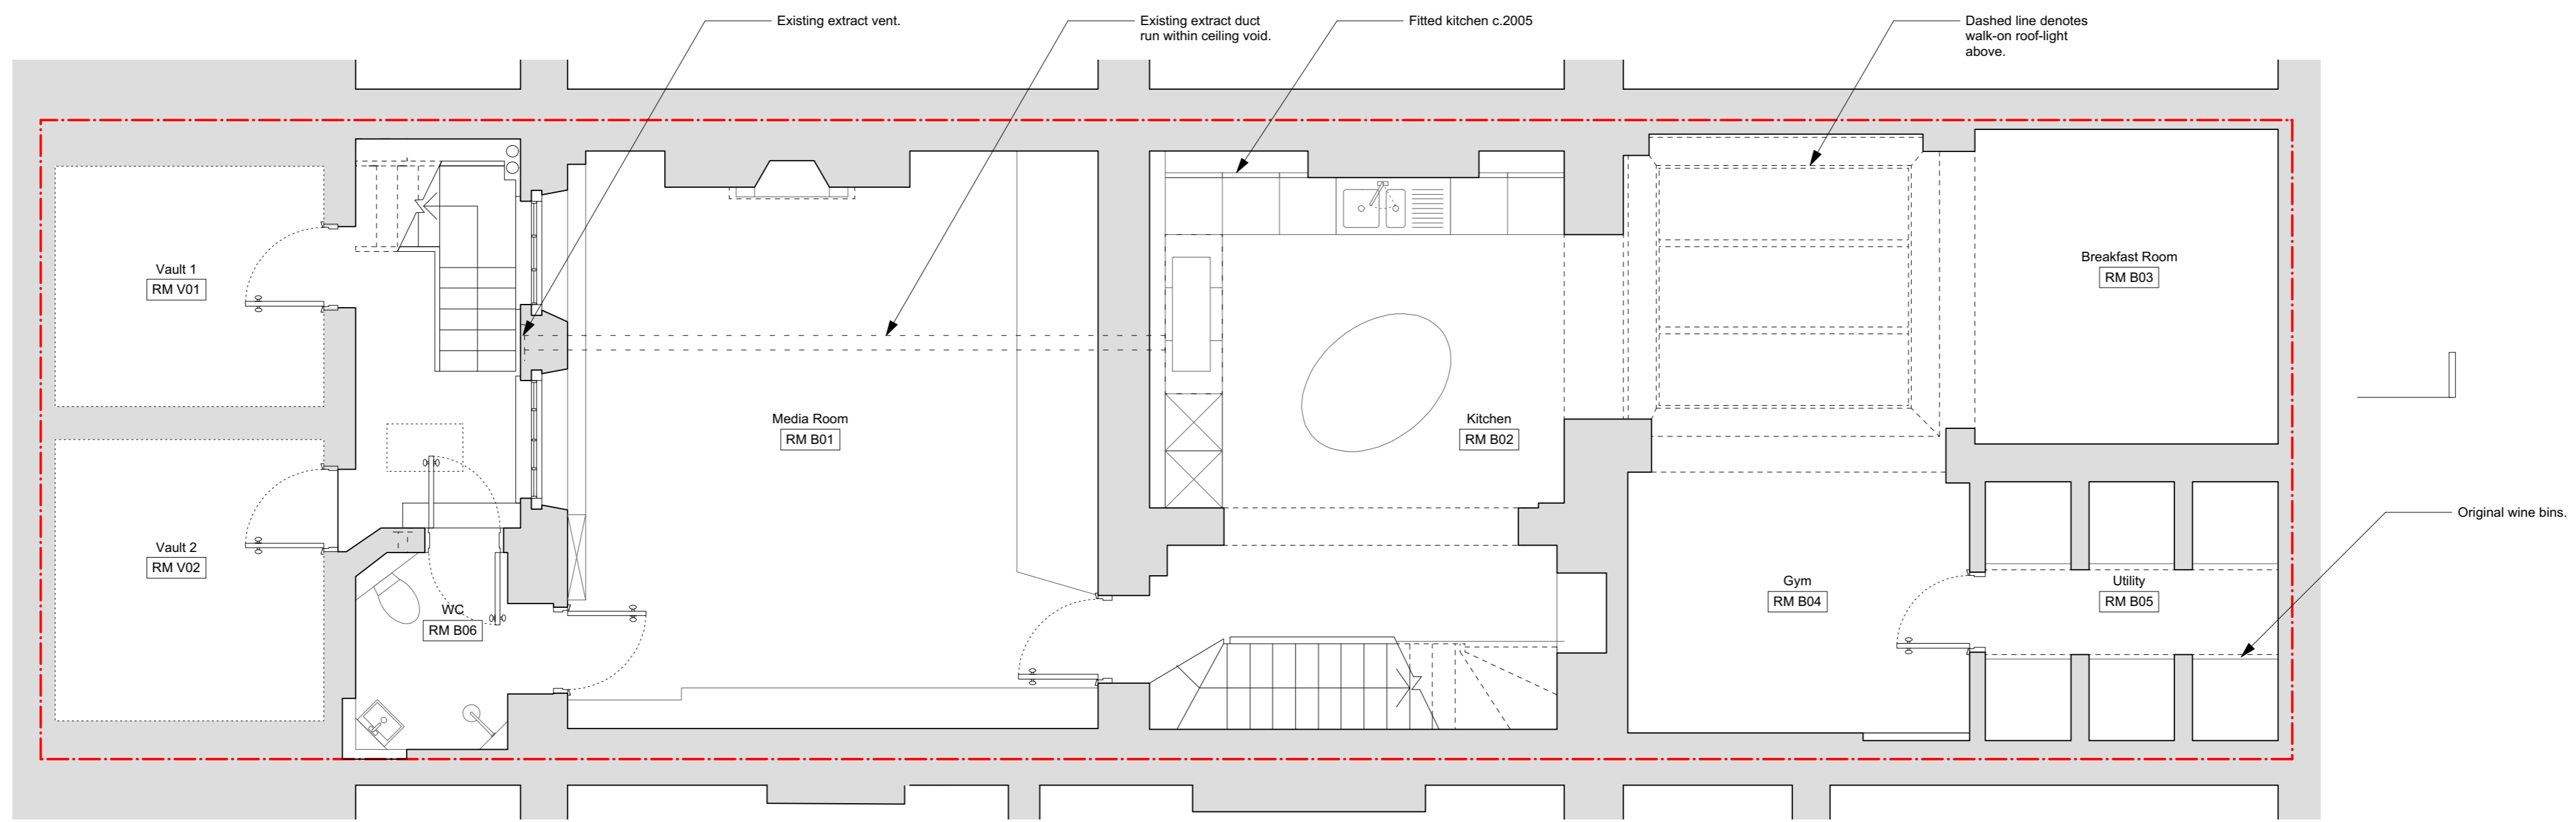 Existing extract vent.
Existing extract duct
run within ceiling void.
Fitted kitchen c.2005
Dashed line denotes
walk-on roof-light
above.
Vault 1
RM V01
Breakfast Room
RM B03
Media Room
RM B01
Kitchen
RM B02
Original wine bins.
Vault 2
RM V02
WC
RM B06
Gym
RM B04
Utility
RM B05